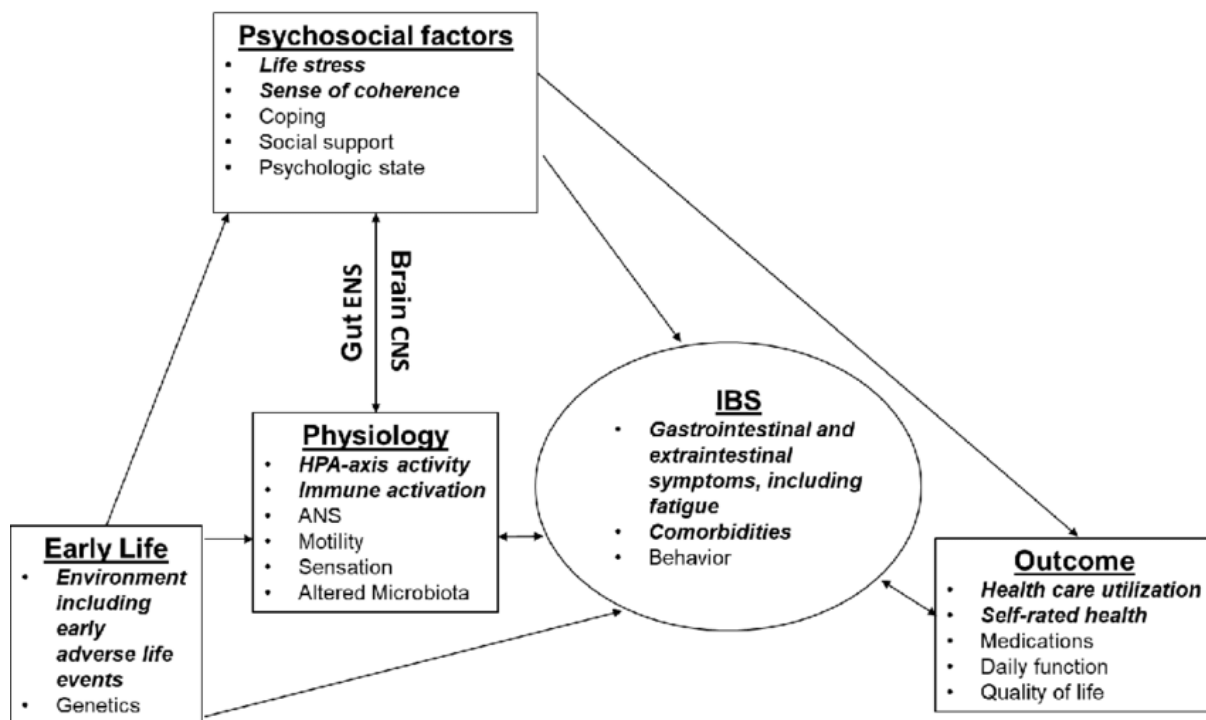 Psychosocial factors
• Life stress
• Sense of coherence
• Coping
• Social support
• Psychologic state
Gut ENS
Brain CNS
Physiology
• HPA-axis activity
• Immune activation
• ANS
• Motility
• Sensation
• Altered Microbiota
IBS
• Gastrointestinal and
extraintestinal
symptoms, including
fatigue
• Comorbidities
• Behavior
Early Life
• Environment
including
early
adverse life
events
• Genetics
Outcome
• Health care utilization
• Self-rated health
• Medications
• Daily function
• Quality of life